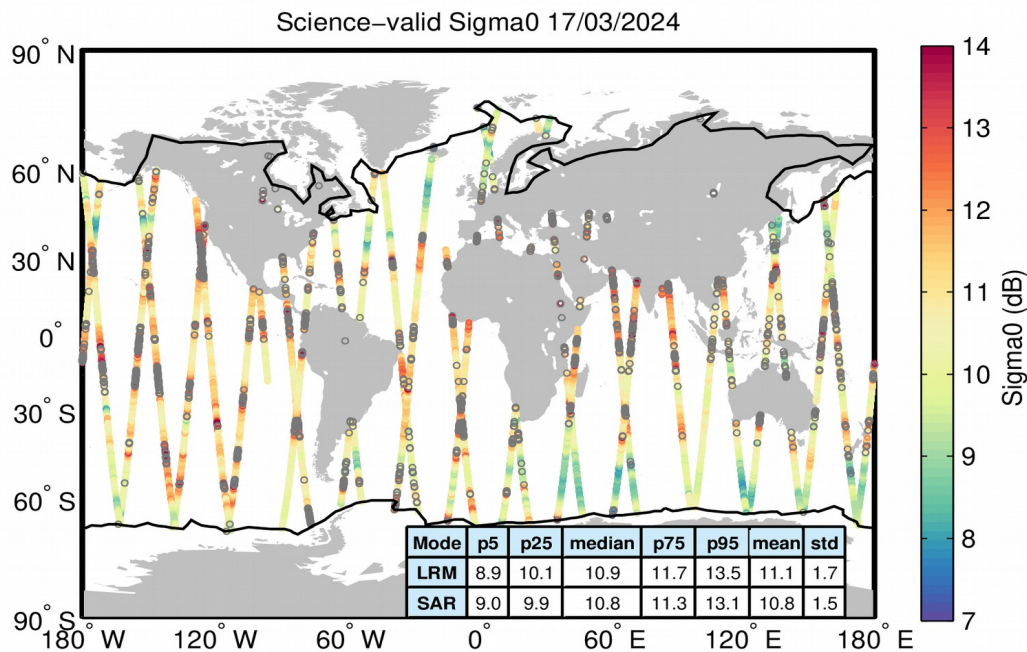 Science−valid Sigma0 17/03/2024
90° N
60° N
30° N
0°
30° S
60° S
90° S
180° W
120° W
60° W
0°
60° E
120° E
180° E
Mode p5 p25 median p75 p95 mean std
LRM 8.9 10.1 10.9 11.7 13.5 11.1 1.7
SAR 9.0 9.9 10.8 11.3 13.1 10.8 1.5
14
13
12
11
10
9
8
7
Sigma0 (dB)